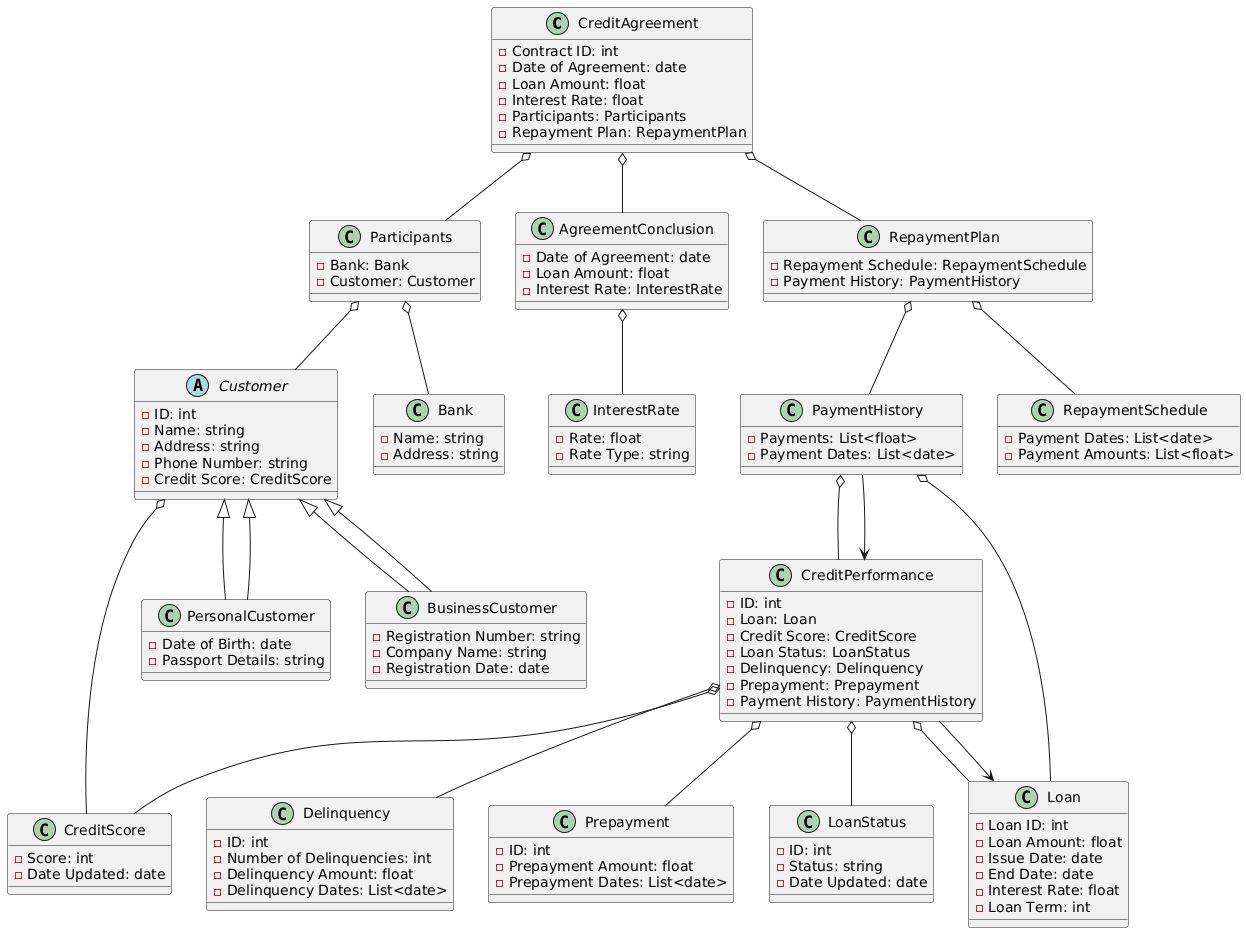 C CreditAgreement
Contract ID: int
Date of Agreement: date
Loan Amount: float
Interest Rate: float
Participants: Participants
Repayment Plan: RepaymentPlan
C Participants
Bank: Bank
Customer: Customer
C AgreementConclusion
Date of Agreement: date
Loan Amount: float
Interest Rate: InterestRate
C RepaymentPlan
Repayment Schedule: RepaymentSchedule
Payment History: PaymentHistory
A Customer
ID: int
Name: string
Address: string
Phone Number: string
Credit Score: CreditScore
C Bank
Name: string
Address: string
C InterestRate
Rate: float
Rate Type: string
C PaymentHistory
Payments: List<float>
Payment Dates: List<date>
C RepaymentSchedule
Payment Dates: List<date>
Payment Amounts: List<float>
C PersonalCustomer
Date of Birth: date
Passport Details: string
C BusinessCustomer
Registration Number: string
Company Name: string
Registration Date: date
C CreditPerformance
ID: int
Loan: Loan
Credit Score: CreditScore
Loan Status: LoanStatus
Delinquency: Delinquency
Prepayment: Prepayment
Payment History: PaymentHistory
C CreditScore
Score: int
Date Updated: date
C Delinquency
ID: int
Number of Delinquencies: int
Delinquency Amount: float
Delinquency Dates: List<date>
C Prepayment
ID: int
Prepayment Amount: float
Prepayment Dates: List<date>
C LoanStatus
ID: int
Status: string
Date Updated: date
C Loan
Loan ID: int
Loan Amount: float
Issue Date: date
End Date: date
Interest Rate: float
Loan Term: int